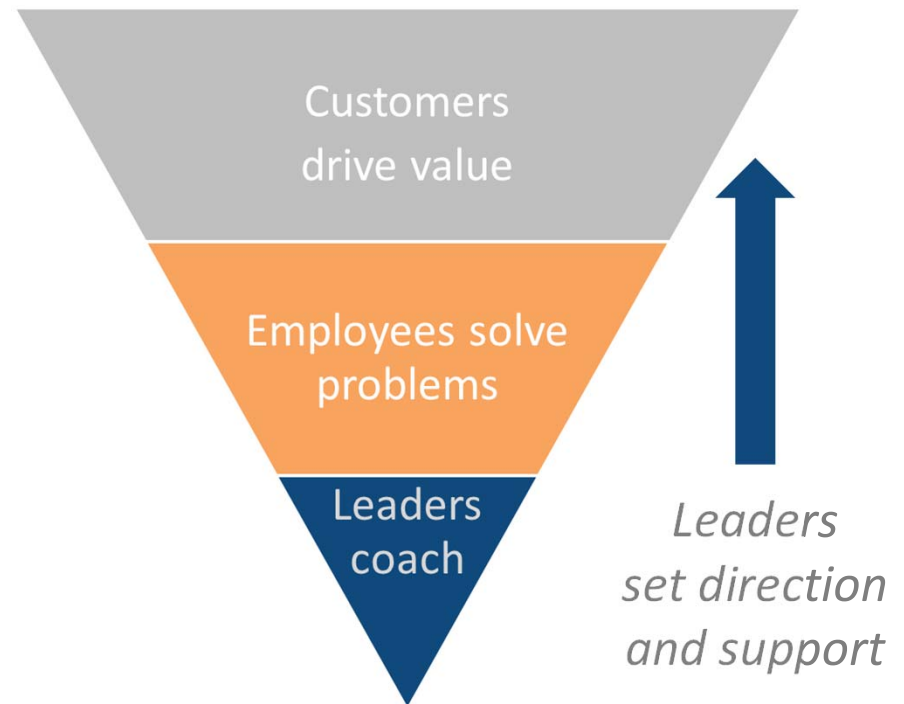 Customers
drive value
Employees solve
problems
Leaders
coach
Leaders
set direction
and support